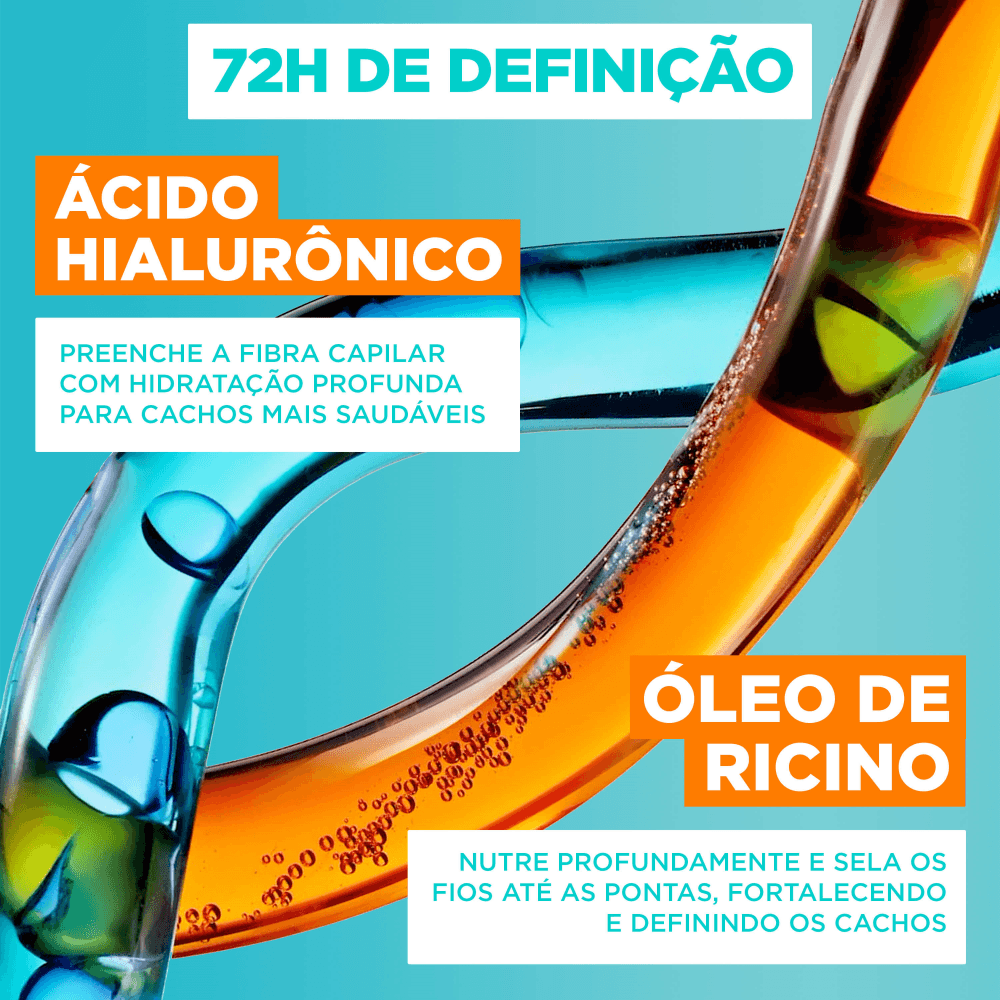 72H DE DEFINIÇÃO
ÁCIDO
HIALURÔNICO
PREENCHE A FIBRA CAPILAR
COM HIDRATAÇÃO PROFUNDA
PARA CACHOS MAIS SAUDÁVEIS
ÓLEO DE
RICINO
NUTRE PROFUNDAMENTE E SELA OS
FIOS ATÉ AS PONTAS, FORTALECENDO
E DEFININDO OS CACHOS